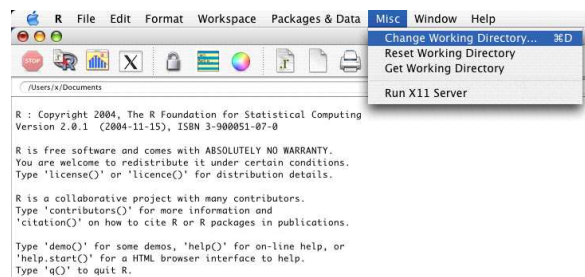 R File Edit Format Workspace Packages & Data Misc Window Help
Change Working Directory... ⌘D
Reset Working Directory
Get Working Directory
Run X11 Server
STOP R X r
/Users/x/Documents
R : Copyright 2004, The R Foundation for Statistical Computing
Version 2.0.1 (2004-11-15), ISBN 3-900051-07-0
R is free software and comes with ABSOLUTELY NO WARRANTY.
You are welcome to redistribute it under certain conditions.
Type 'license()' or 'licence()' for distribution details.
R is a collaborative project with many contributors.
Type 'contributors()' for more information and
'citation()' on how to cite R or R packages in publications.
Type 'demo()' for some demos, 'help()' for on-line help, or
'help.start()' for a HTML browser interface to help.
Type 'q()' to quit R.